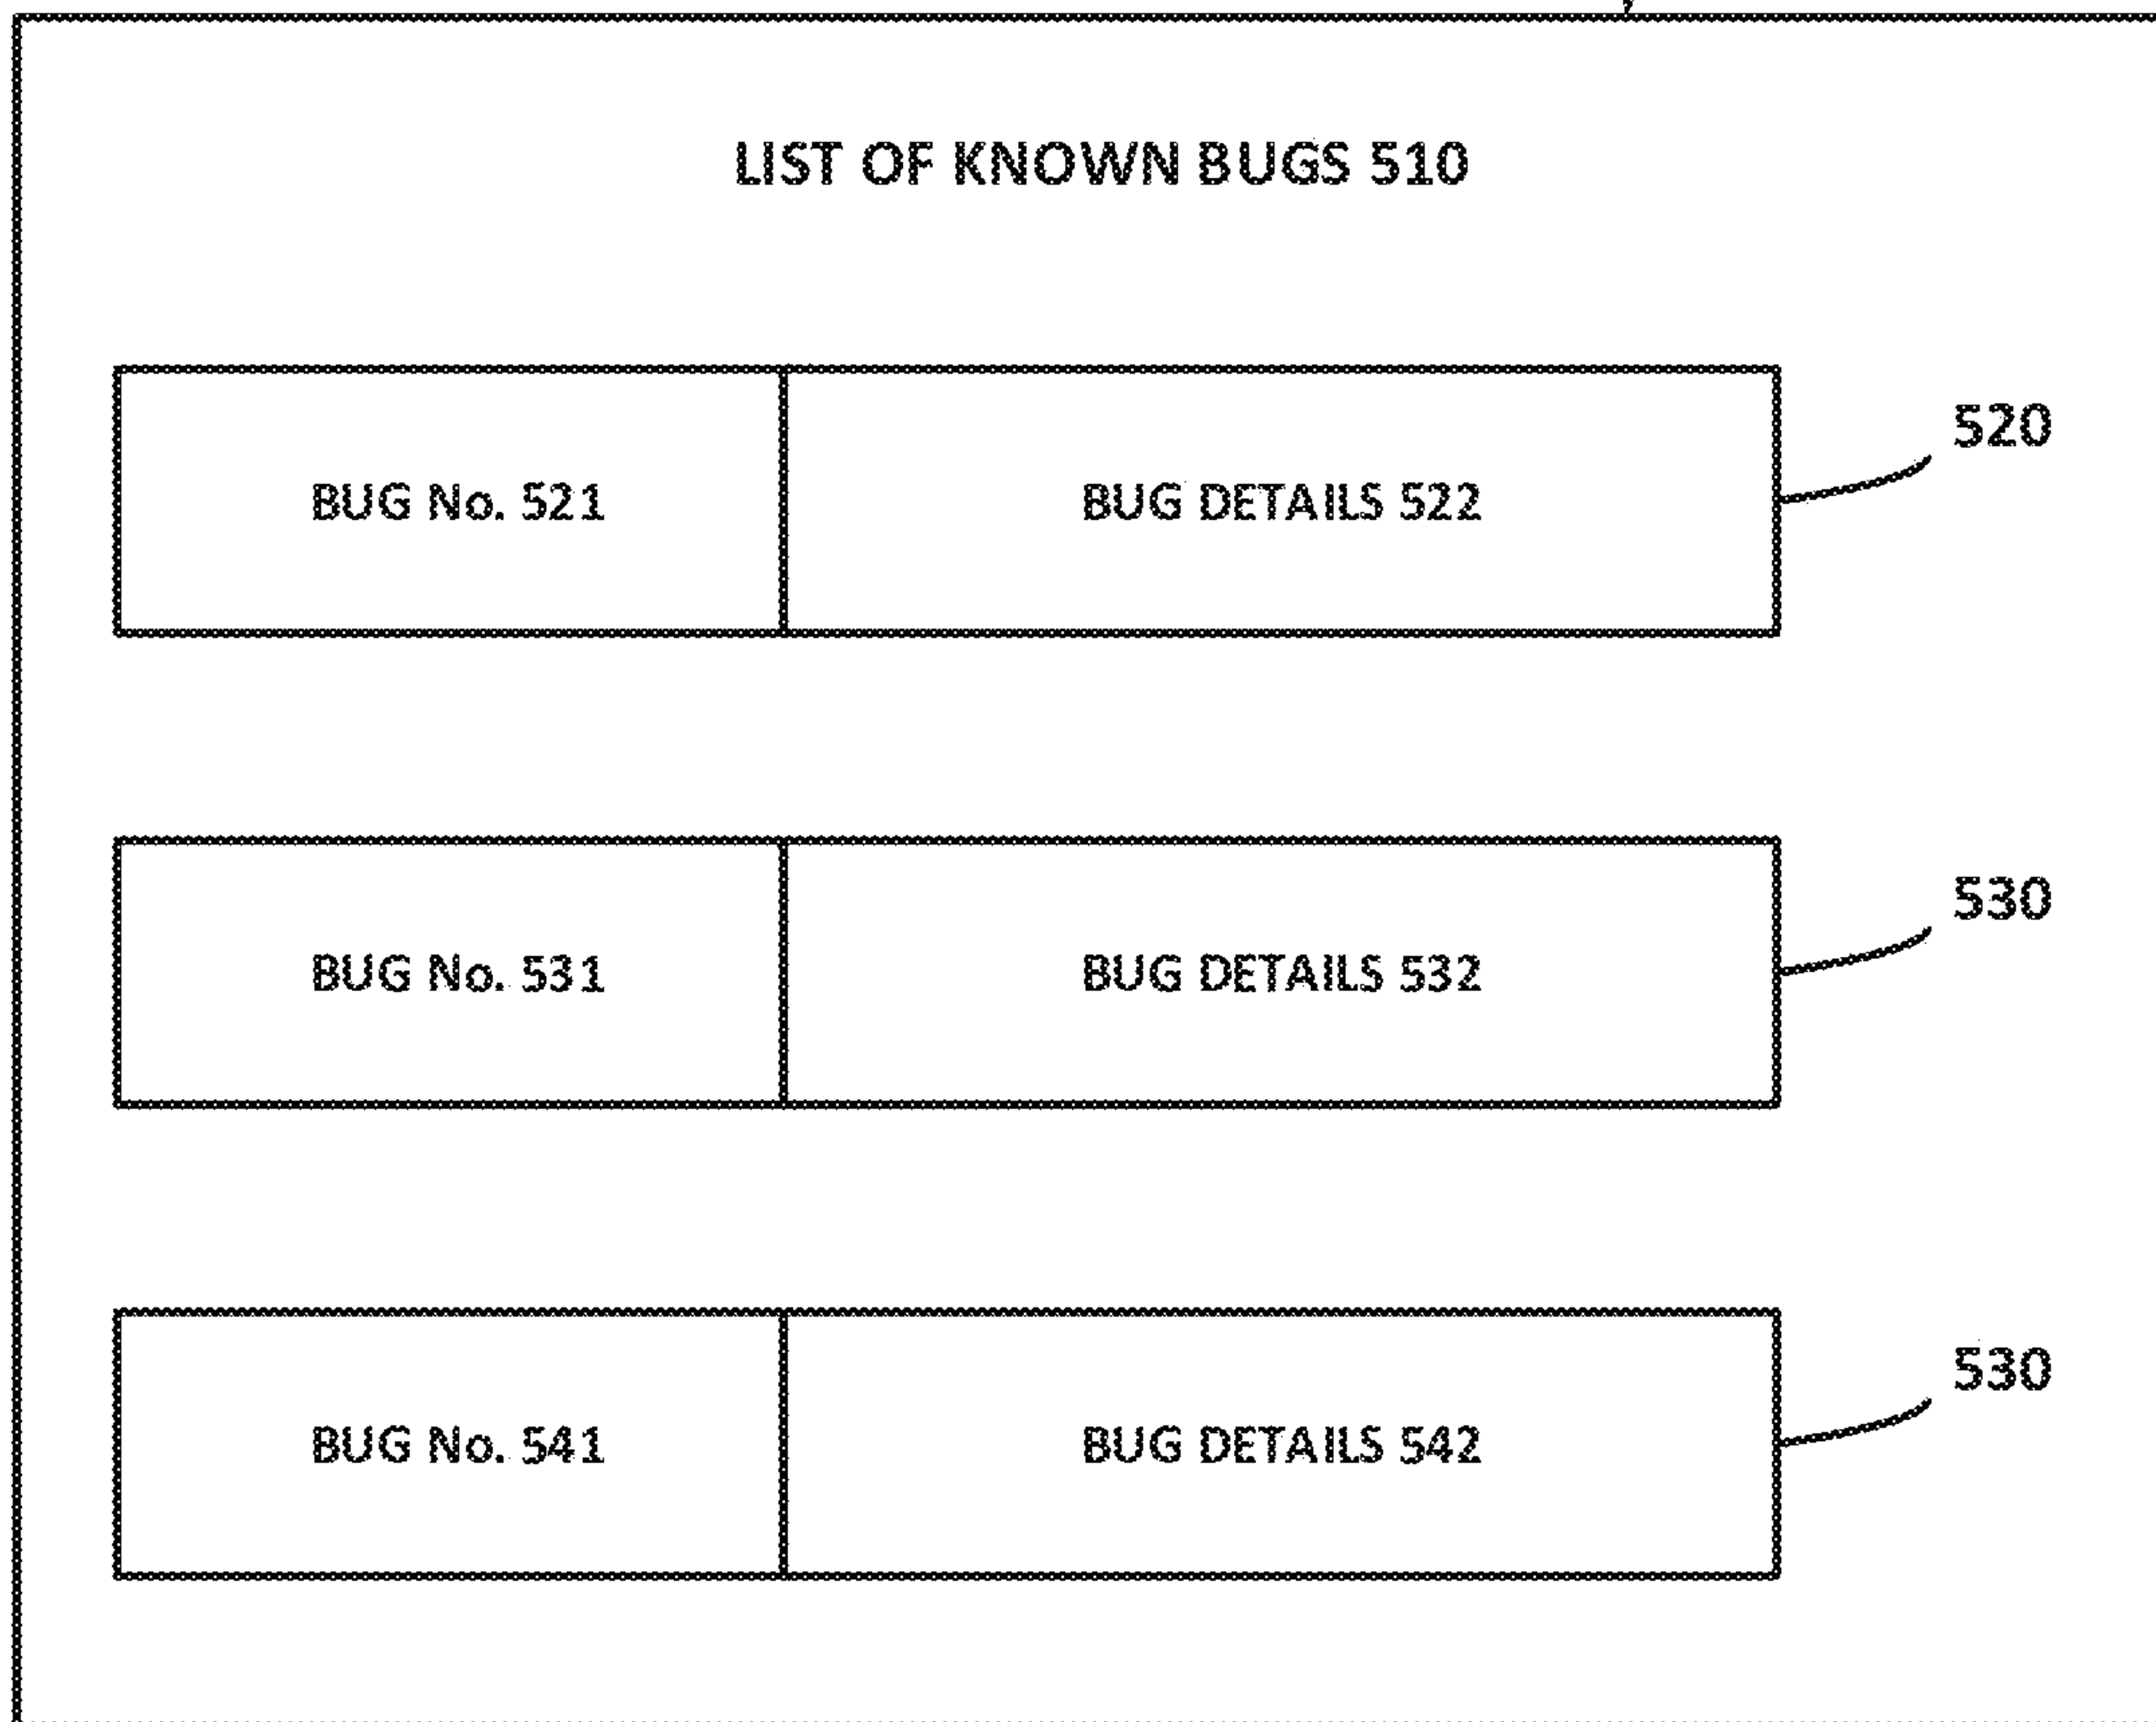 LIST OF KNOWN BUGS 510
520
BUG No. 521 BUG DETAILS 522
530
BUG No. 531 BUG DETAILS 532
530
BUG No. 541 BUG DETAILS 542